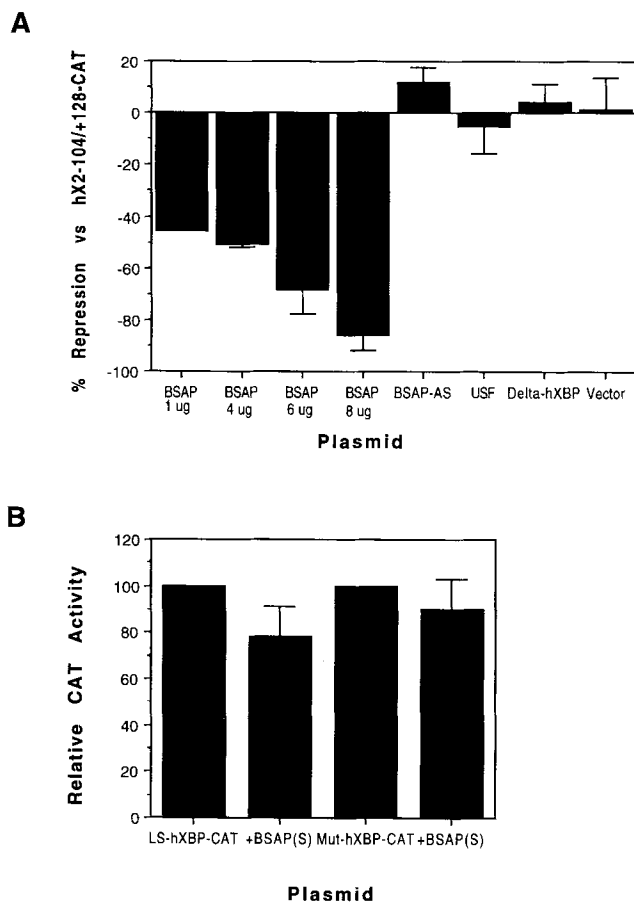 A
% Repression vs hX2-104/+128-CAT
20
0
-20
-40
-60
-80
-100
BSAP
1 ug
BSAP
4 ug
BSAP
6 ug
BSAP
8 ug
BSAP-AS
USF
Delta-hXBP
Vector
Plasmid
B
Relative CAT Activity
120
100
80
60
40
20
0
LS-hXBP-CAT
+BSAP(S)
Mut-hXBP-CAT
+BSAP(S)
Plasmid